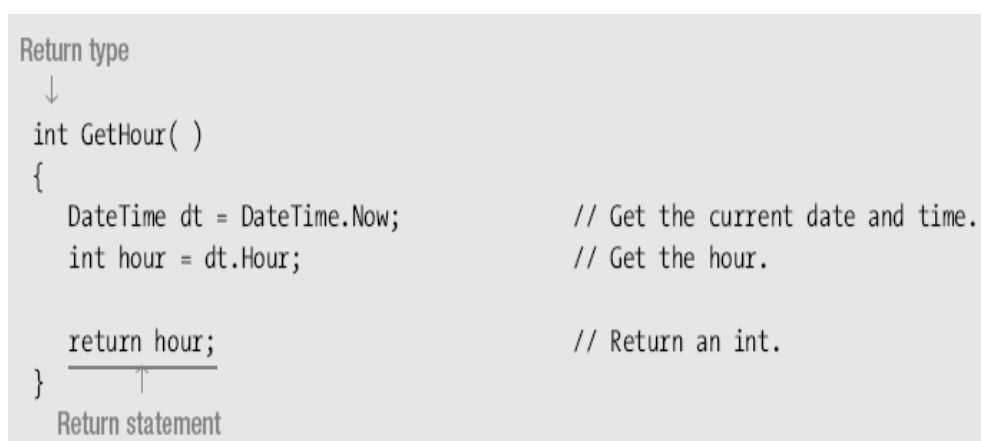 Return type
↓
int GetHour( )
{
DateTime dt = DateTime.Now; // Get the current date and time.
int hour = dt.Hour; // Get the hour.
return hour; // Return an int.
}
↑
Return statement